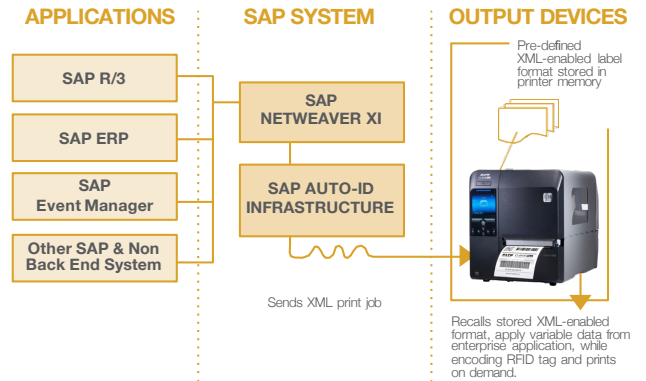 APPLICATIONS
SAP SYSTEM
OUTPUT DEVICES
SAP R/3
SAP ERP
SAP
Event Manager
Other SAP & Non
Back End System
SAP
NETWEAVER XI
SAP AUTO-ID
INFRASTRUCTURE
Sends XML print job
Pre-defined
XML-enabled label
format stored in
printer memory
Recalls stored XML-enabled
format, apply variable data from
enterprise application, while
encoding RFID tag and prints
on demand.